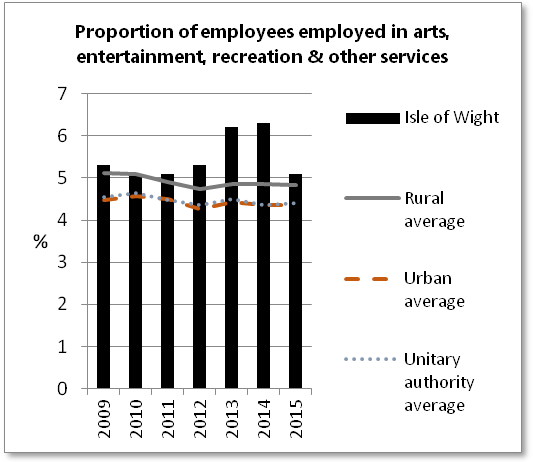 Proportion of employees employed in arts,
entertainment, recreation & other services
7
6
5
4
3
2
1
0
%
2009
2010
2011
2012
2013
2014
2015
Isle of Wight
Rural
average
Urban
average
Unitary
authority
average